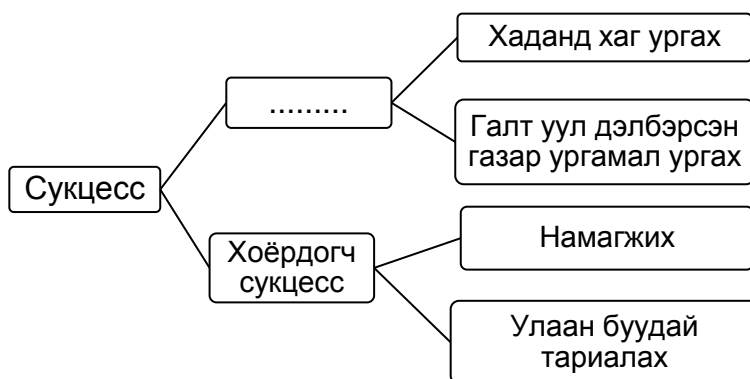 Сукцесс
.........
Хаданд хаг ургах
Галт уул дэлбэрсэн
газар ургамал ургах
Хоёрдогч
сукцесс
Намагжих
Улаан буудай
тариалах